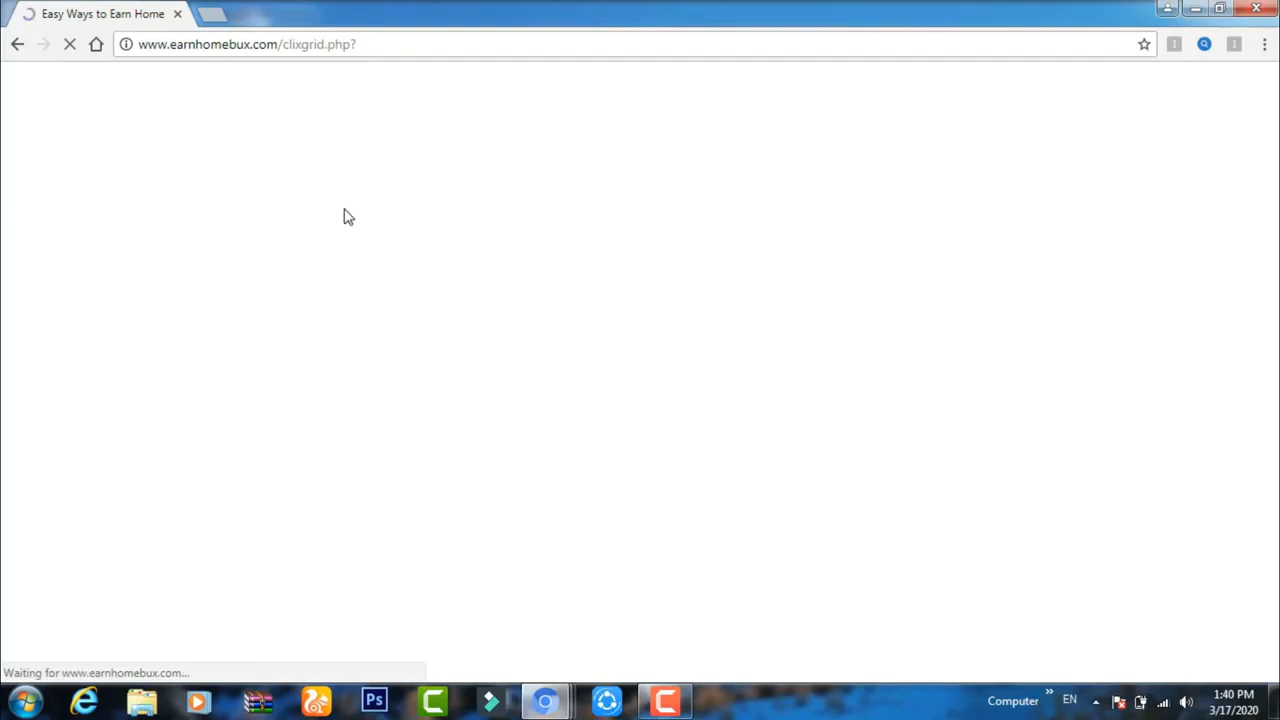 Easy Ways to Earn Home
www.earnhomebux.com/clixgrid.php?
Waiting for www.earnhomebux.com...
Ps
Computer
EN
1:40 PM
3/17/2020